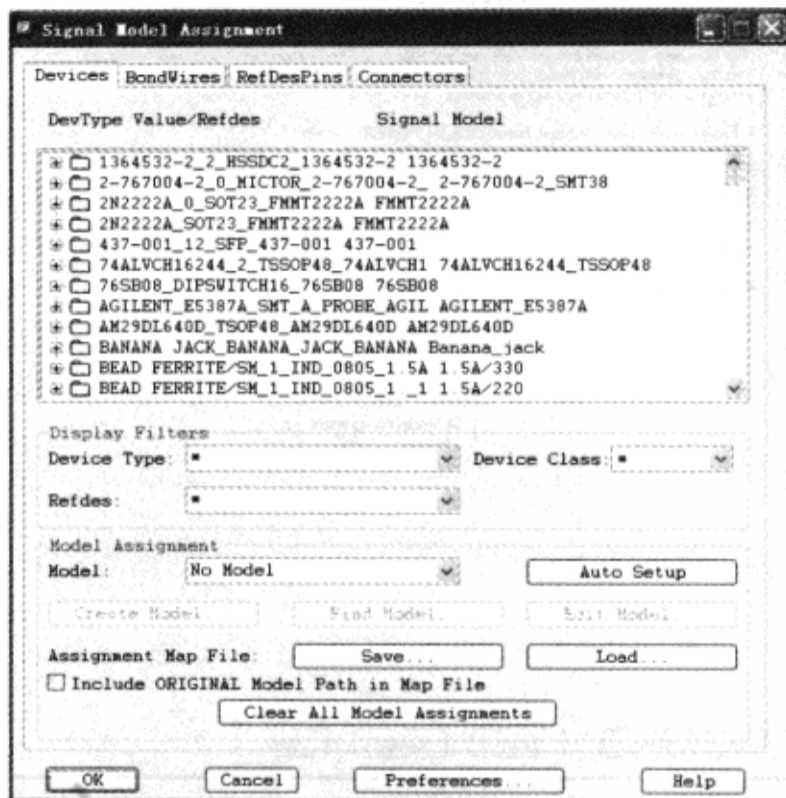 Signal Model Assignment
Devices BondWires RefDesPins Connectors
DevType Value/Refdes Signal Model
1364532-2_2_HSSDC2_1364532-2 1364532-2
2-767004-2_0_MICTOR_2-767004-2_ 2-767004-2_SMT38
2N2222A_0_SOT23_FMMT2222A FMMT2222A
2N2222A_SOT23_FMMT2222A FMMT2222A
437-001_12_SFP_437-001 437-001
74ALVCH16244_2_TSSOP48_74ALVCH1 74ALVCH16244_TSSOP48
76SB08_DIPSWITCH16_76SB08 76SB08
AGILENT_E5387A_SMT_A_PROBE_AGIL AGILENT_E5387A
AM29DL640D_TSOP48_AM29DL640D AM29DL640D
BANANA JACK_BANANA_JACK_BANANA Banana_jack
BEAD FERRITE/SM_1_IND_0805_1.5A 1.5A/330
BEAD FERRITE/SM_1_IND_0805_1._1 1.5A/220
Display Filters
Device Type: * Device Class: *
Refdes: *
Model Assignment
Model: No Model Auto Setup
Create Model... Find Model... Edit Model...
Assignment Map File: Save... Load...
Include ORIGINAL Model Path in Map File
Clear All Model Assignments
OK Cancel Preferences... Help